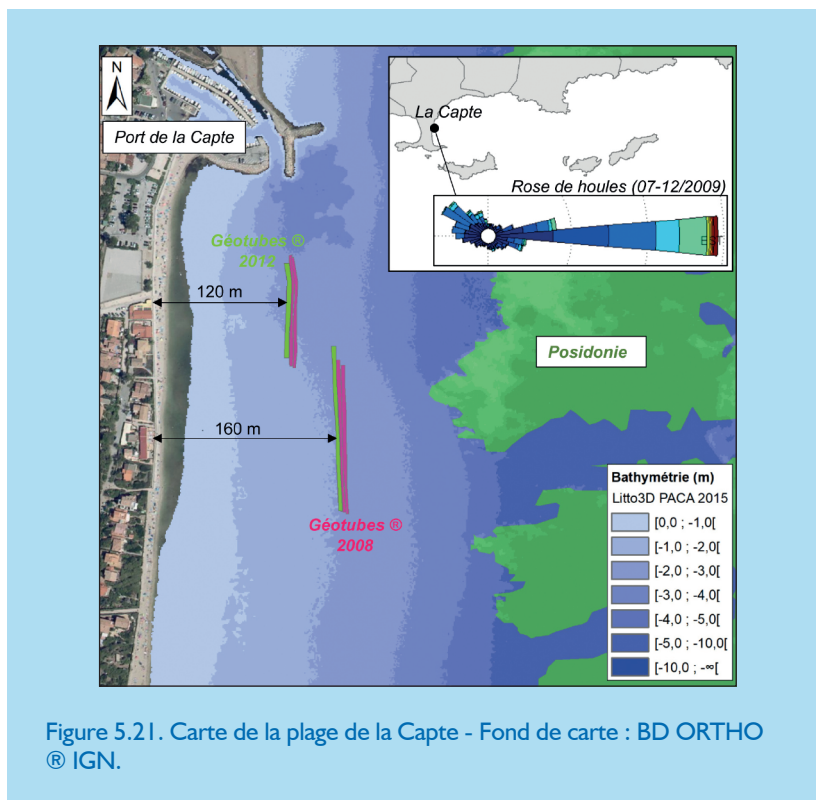 N
Port de la Capte
La Capte
Rose de houles (07-12/2009)
EST
Géotubes ®
2012
120 m
Posidonie
160 m
Géotubes ®
2008
Bathymétrie (m)
Litto3D PACA 2015
[0,0 ; -1,0[
[-1,0 ; -2,0[
[-2,0 ; -3,0[
[-3,0 ; -4,0[
[-4,0 ; -5,0[
[-5,0 ; -10,0[
[-10,0 ; -∞[
Figure 5.21. Carte de la plage de la Capte - Fond de carte : BD ORTHO
® IGN.